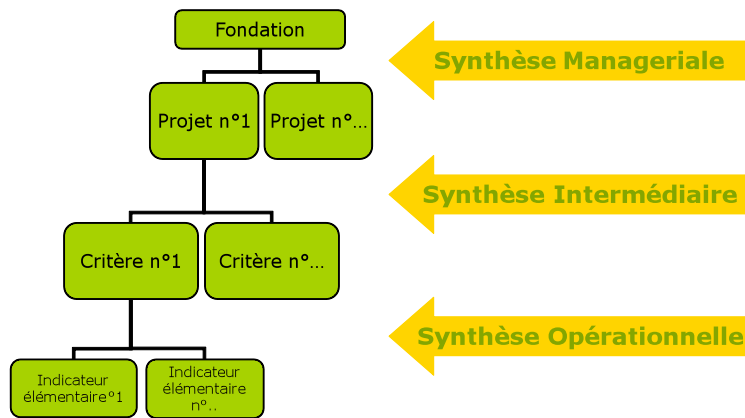 Fondation
Synthèse Manageriale
Projet n°1
Projet n°...
Synthèse Intermédiaire
Critère n°1
Critère n°...
Synthèse Opérationnelle
Indicateur
élémentaire°1
Indicateur
élémentaire
n°..